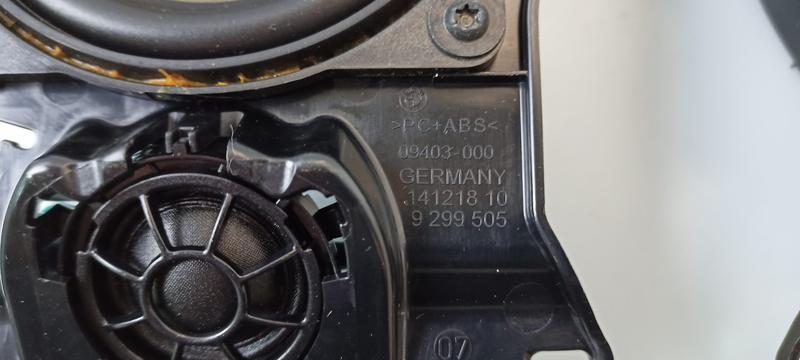 >PC+ABS<
09403-000
GERMANY
141218 10
9 299 505
07